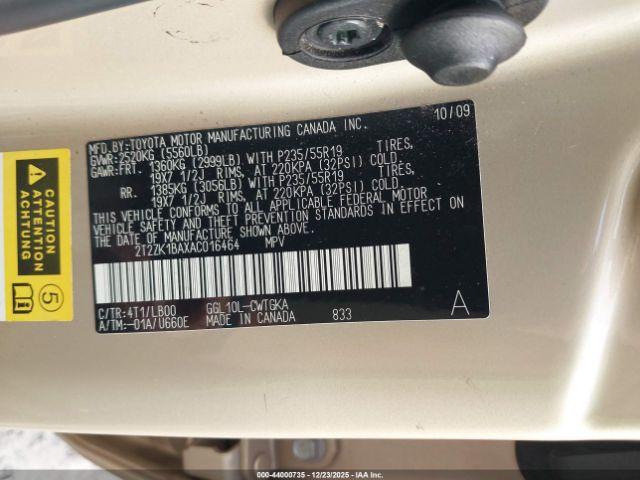 MFD.BY:TOYOTA MOTOR MANUFACTURING CANADA INC. 10/09
GVWR:2520KG (5560LB)
GAWR:FRT. 1360KG (2999LB) WITH P235/55R19 TIRES,
19X7 1/2J RIMS, AT 220KPA (32PSI) COLD.
RR. 1385KG (3056LB) WITH P235/55R19 TIRES,
19X7 1/2J RIMS, AT 220KPA (32PSI) COLD.
THIS VEHICLE CONFORMS TO ALL APPLICABLE FEDERAL MOTOR
VEHICLE SAFETY AND THEFT PREVENTION STANDARDS IN EFFECT ON
THE DATE OF MANUFACTURE SHOWN ABOVE.
2T2ZK1BAXAC016464 MPV
C/TR:4T1/LB00 GGL10L-CWTGKA
A/TM:-01A/U660E MADE IN CANADA 833 A
CAUTION
ATTENTION
5
000-44000735 - 12/23/2025 - IAA Inc.